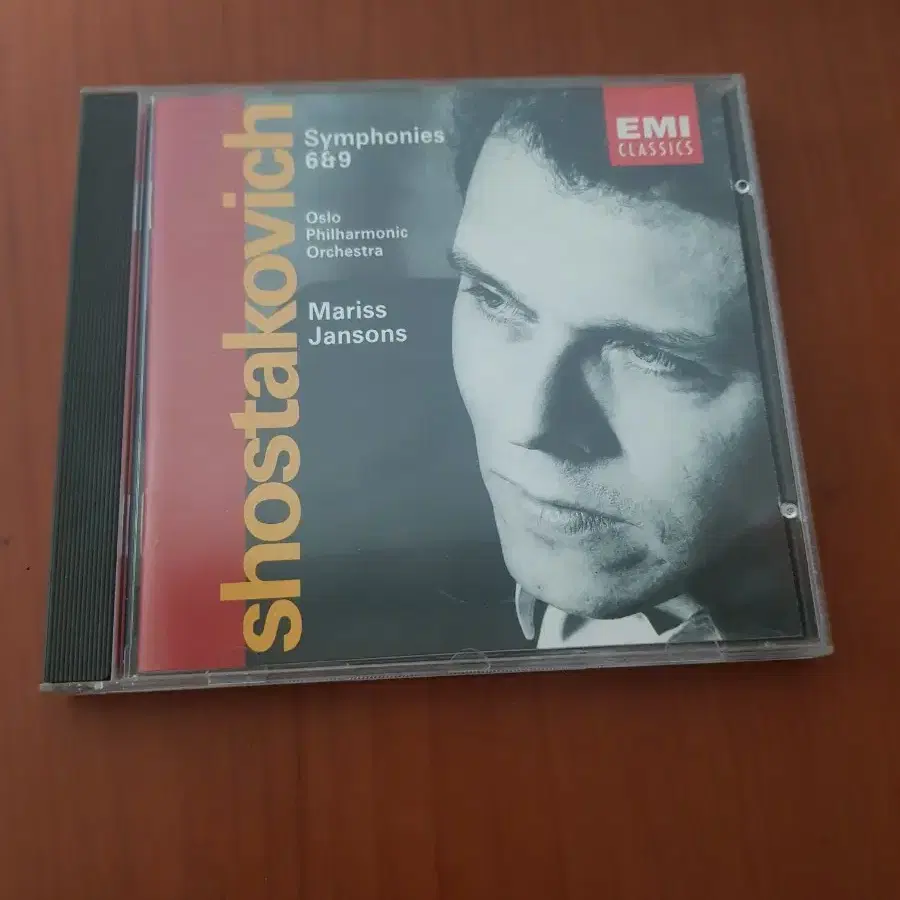 shostakovich
Symphonies
6&9
Oslo
Philharmonic
Orchestra
Mariss
Jansons
EMI
CLASSICS